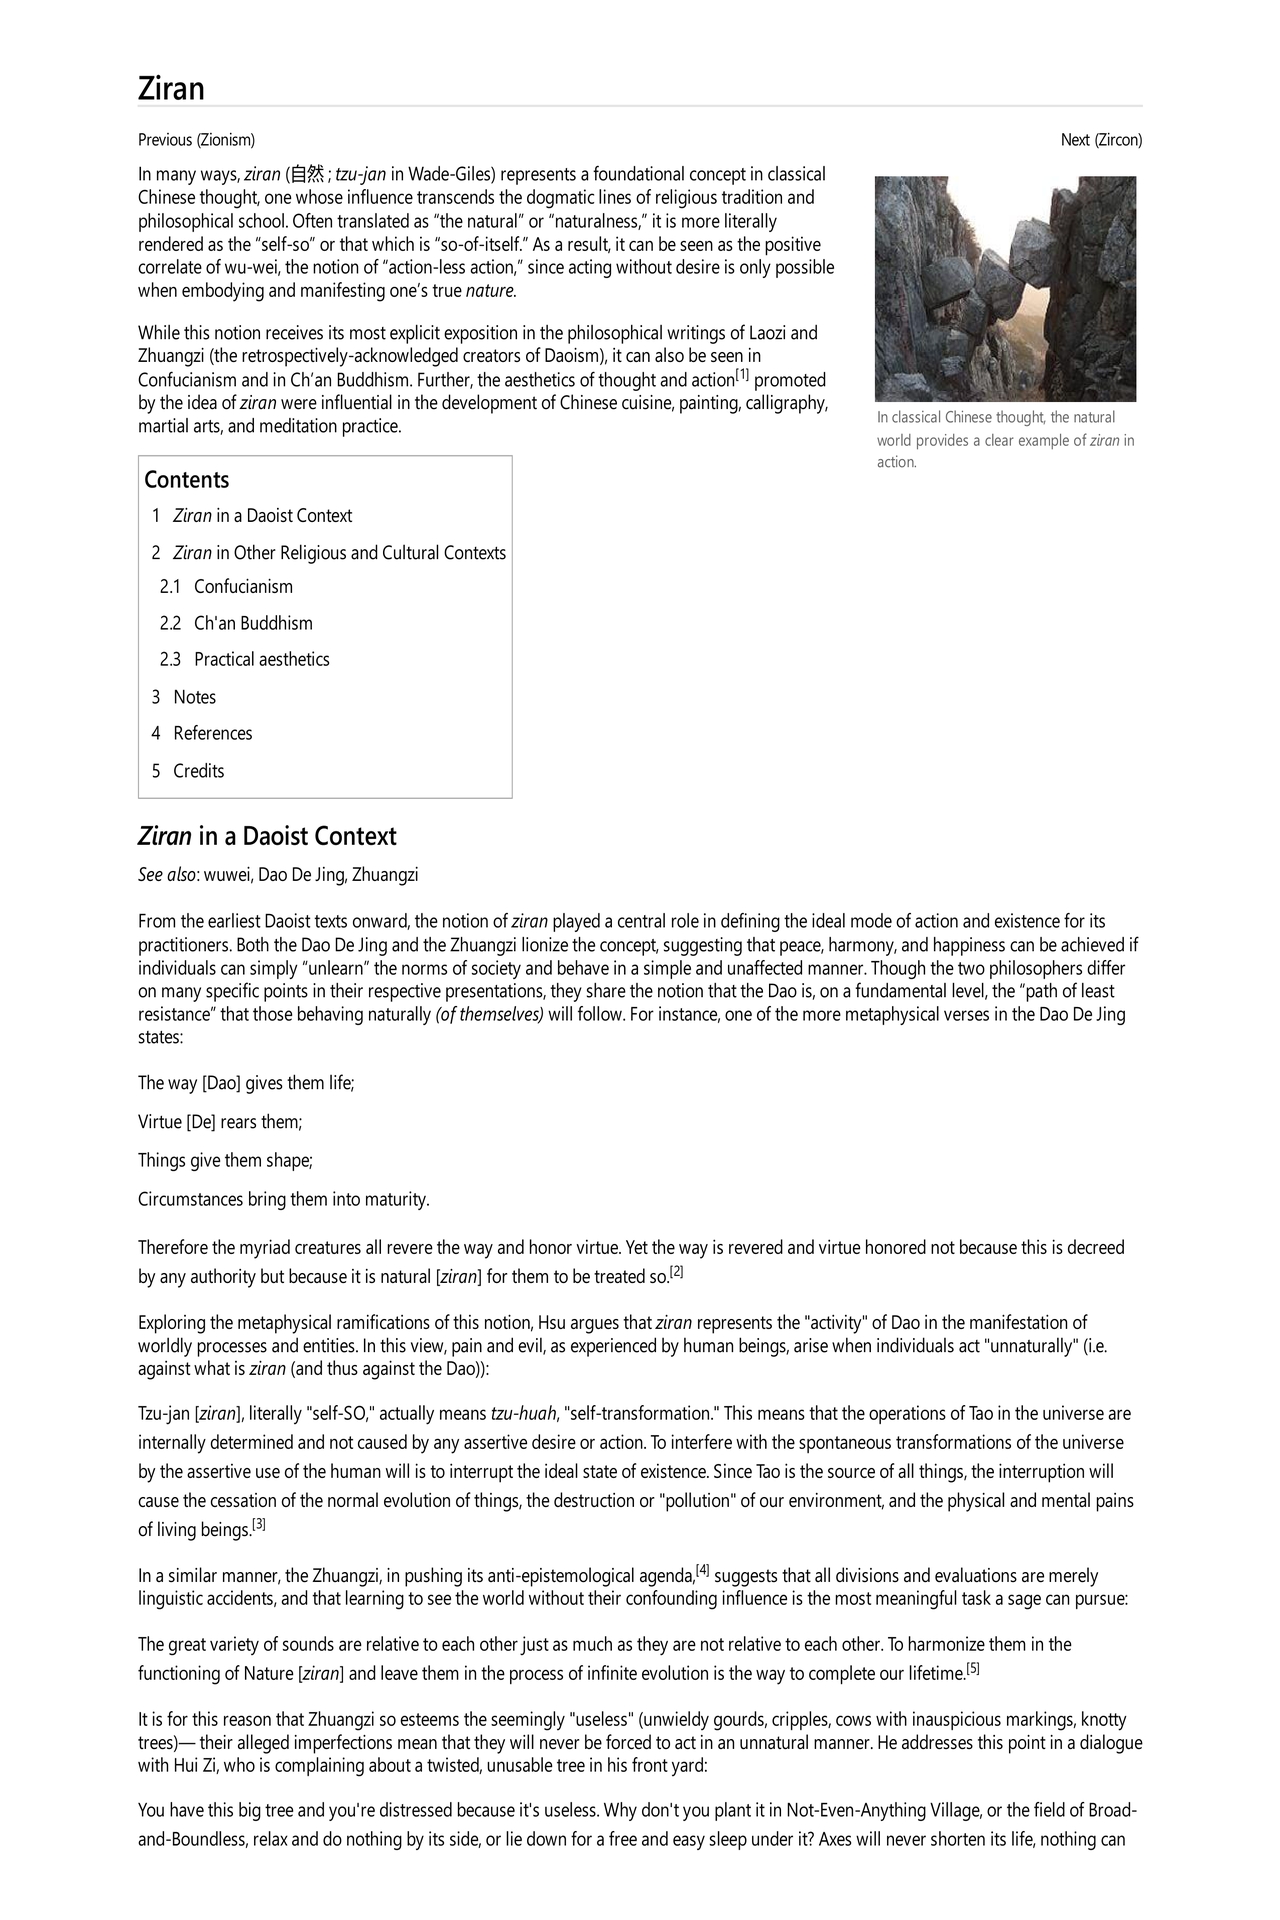 Ziran
Previous (Zionism)
Next (Zircon)
In many ways, ziran (自然; tzu-jan in Wade-Giles) represents a foundational concept in classical
Chinese thought, one whose influence transcends the dogmatic lines of religious tradition and
philosophical school. Often translated as “the natural” or “naturalness,” it is more literally
rendered as the “self-so” or that which is “so-of-itself.” As a result, it can be seen as the positive
correlate of wu-wei, the notion of “action-less action,” since acting without desire is only possible
when embodying and manifesting one’s true nature.
While this notion receives its most explicit exposition in the philosophical writings of Laozi and
Zhuangzi (the retrospectively-acknowledged creators of Daoism), it can also be seen in
Confucianism and in Ch’an Buddhism. Further, the aesthetics of thought and action[1] promoted
by the idea of ziran were influential in the development of Chinese cuisine, painting, calligraphy,
martial arts, and meditation practice.
In classical Chinese thought, the natural
world provides a clear example of ziran in
action.
Contents
1 Ziran in a Daoist Context
2 Ziran in Other Religious and Cultural Contexts
2.1 Confucianism
2.2 Ch'an Buddhism
2.3 Practical aesthetics
3 Notes
4 References
5 Credits
Ziran in a Daoist Context
See also: wuwei, Dao De Jing, Zhuangzi
From the earliest Daoist texts onward, the notion of ziran played a central role in defining the ideal mode of action and existence for its
practitioners. Both the Dao De Jing and the Zhuangzi lionize the concept, suggesting that peace, harmony, and happiness can be achieved if
individuals can simply “unlearn” the norms of society and behave in a simple and unaffected manner. Though the two philosophers differ
on many specific points in their respective presentations, they share the notion that the Dao is, on a fundamental level, the “path of least
resistance” that those behaving naturally (of themselves) will follow. For instance, one of the more metaphysical verses in the Dao De Jing
states:
The way [Dao] gives them life;
Virtue [De] rears them;
Things give them shape;
Circumstances bring them into maturity.
Therefore the myriad creatures all revere the way and honor virtue. Yet the way is revered and virtue honored not because this is decreed
by any authority but because it is natural [ziran] for them to be treated so.[2]
Exploring the metaphysical ramifications of this notion, Hsu argues that ziran represents the "activity" of Dao in the manifestation of
worldly processes and entities. In this view, pain and evil, as experienced by human beings, arise when individuals act "unnaturally" (i.e.
against what is ziran (and thus against the Dao)):
Tzu-jan [ziran], literally "self-SO," actually means tzu-huah, "self-transformation." This means that the operations of Tao in the universe are
internally determined and not caused by any assertive desire or action. To interfere with the spontaneous transformations of the universe
by the assertive use of the human will is to interrupt the ideal state of existence. Since Tao is the source of all things, the interruption will
cause the cessation of the normal evolution of things, the destruction or "pollution" of our environment, and the physical and mental pains
of living beings.[3]
In a similar manner, the Zhuangzi, in pushing its anti-epistemological agenda,[4] suggests that all divisions and evaluations are merely
linguistic accidents, and that learning to see the world without their confounding influence is the most meaningful task a sage can pursue:
The great variety of sounds are relative to each other just as much as they are not relative to each other. To harmonize them in the
functioning of Nature [ziran] and leave them in the process of infinite evolution is the way to complete our lifetime.[5]
It is for this reason that Zhuangzi so esteems the seemingly "useless" (unwieldy gourds, cripples, cows with inauspicious markings, knotty
trees)— their alleged imperfections mean that they will never be forced to act in an unnatural manner. He addresses this point in a dialogue
with Hui Zi, who is complaining about a twisted, unusable tree in his front yard:
You have this big tree and you're distressed because it's useless. Why don't you plant it in Not-Even-Anything Village, or the field of Broad-
and-Boundless, relax and do nothing by its side, or lie down for a free and easy sleep under it? Axes will never shorten its life, nothing can